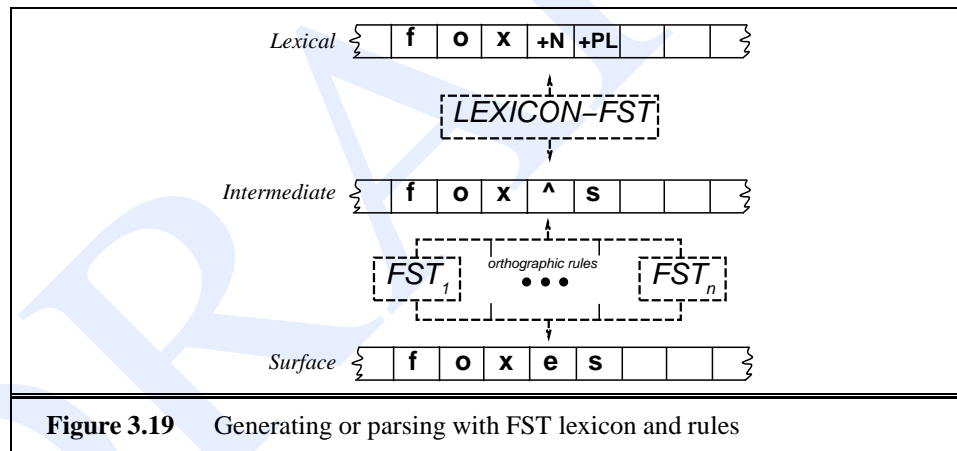 Lexical f o x +N +PL
LEXICON–FST
Intermediate f o x ^ s
orthographic rules
FST1 ••• FSTn
Surface f o x e s
Figure 3.19 Generating or parsing with FST lexicon and rules
DRAF